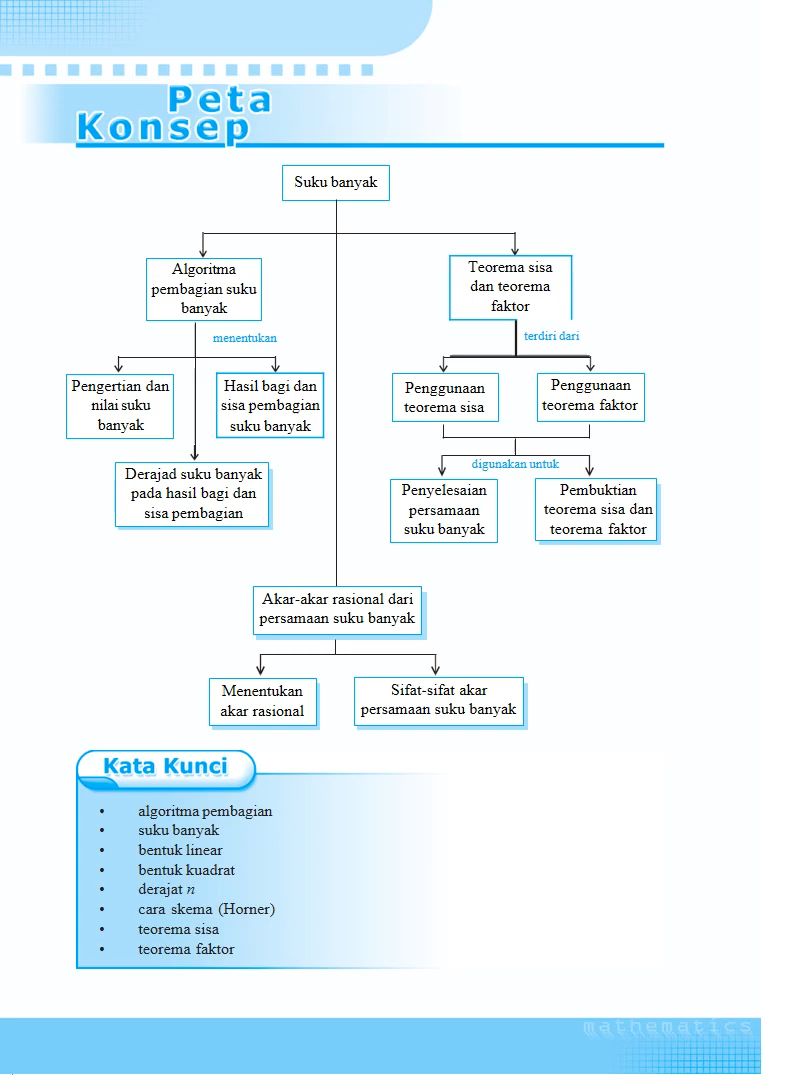 Peta
Konsep
Suku banyak
Algoritma
pembagian suku
banyak
Teorema sisa
dan teorema
faktor
menentukan
terdiri dari
Pengertian dan
nilai suku
banyak
Hasil bagi dan
sisa pembagian
suku banyak
Penggunaan
teorema sisa
Penggunaan
teorema faktor
Derajad suku banyak
pada hasil bagi dan
sisa pembagian
digunakan untuk
Penyelesaian
persamaan
suku banyak
Pembuktian
teorema sisa dan
teorema faktor
Akar-akar rasional dari
persamaan suku banyak
Menentukan
akar rasional
Sifat-sifat akar
persamaan suku banyak
Kata Kunci
• algoritma pembagian
• suku banyak
• bentuk linear
• bentuk kuadrat
• derajat n
• cara skema (Horner)
• teorema sisa
• teorema faktor
mathematics